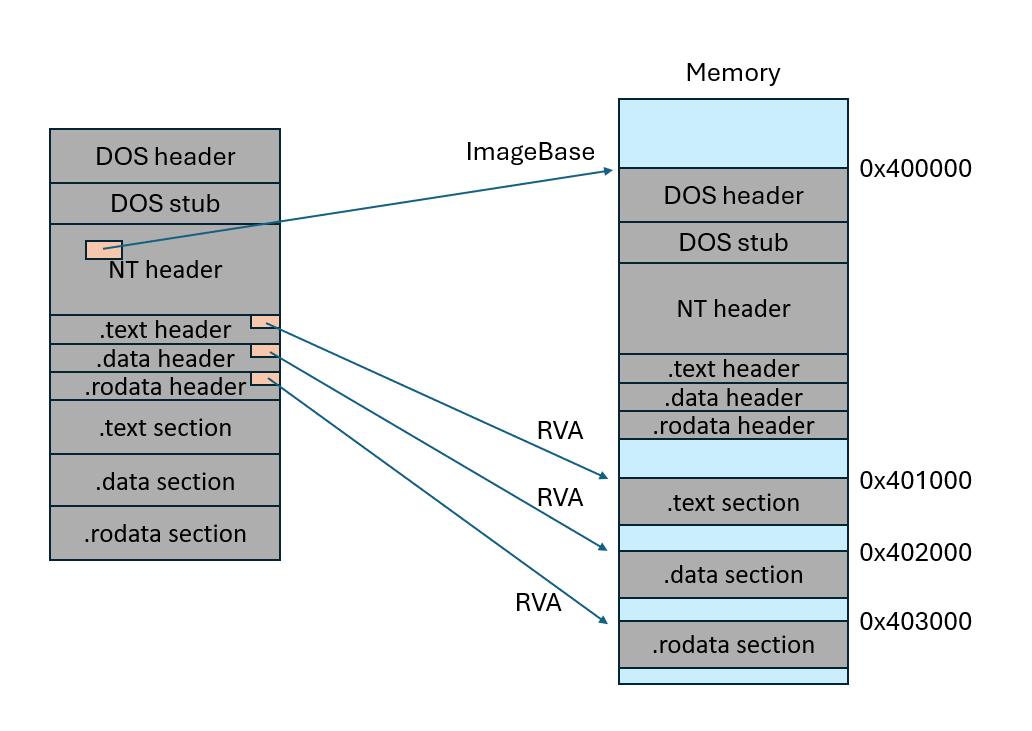 DOS header
DOS stub
NT header
.text header
.data header
.rodata header
.text section
.data section
.rodata section
ImageBase
RVA
RVA
RVA
Memory
0x400000
DOS header
DOS stub
NT header
.text header
.data header
.rodata header
0x401000
.text section
0x402000
.data section
0x403000
.rodata section